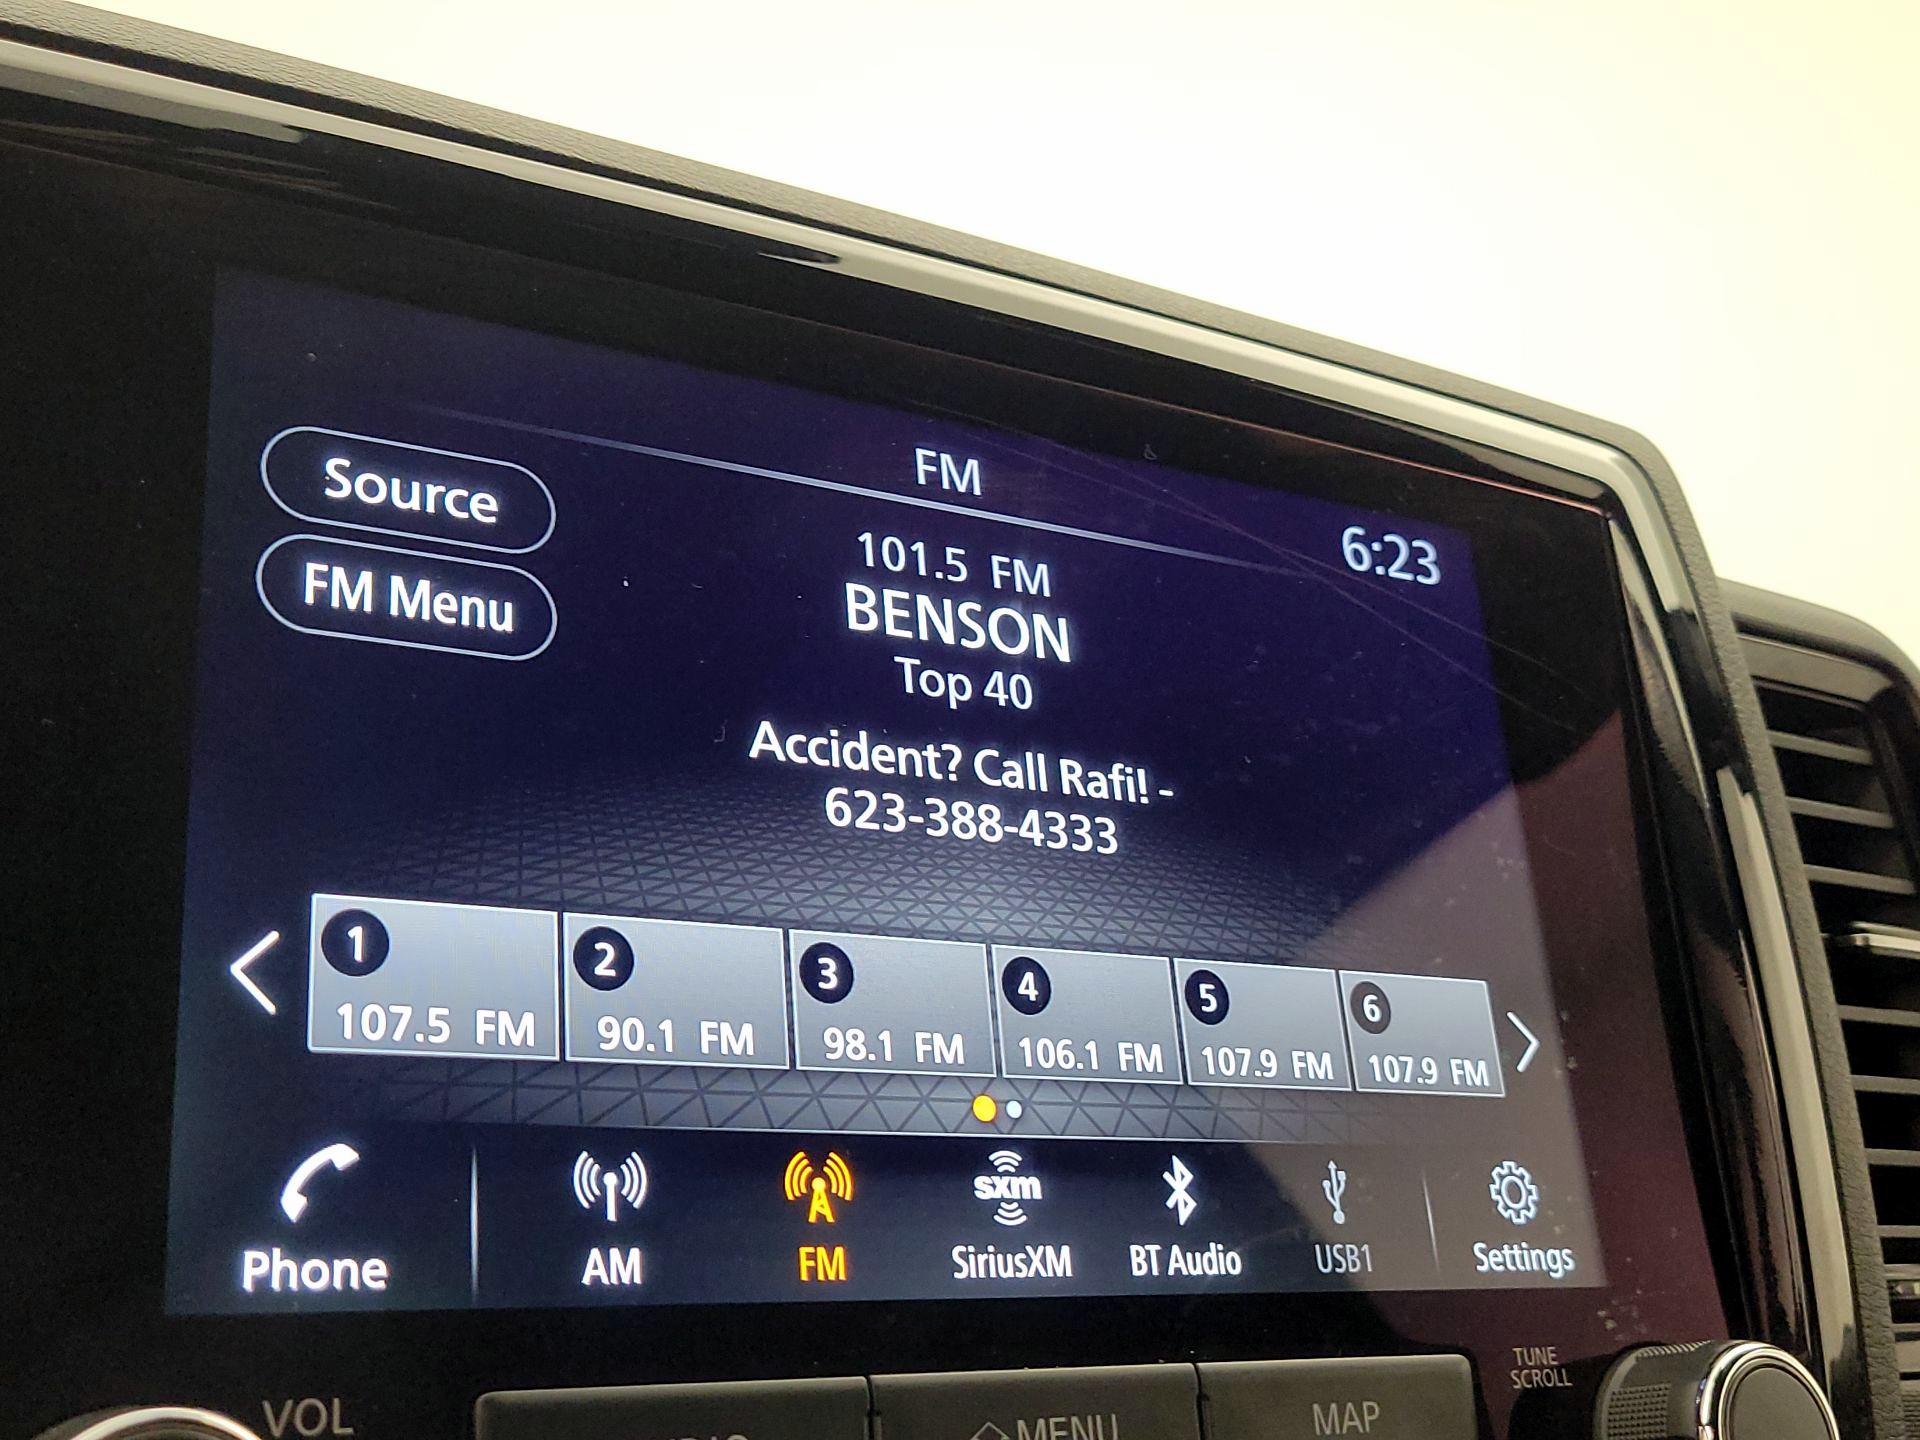 FM
6:23
Source
FM Menu
101.5 FM
BENSON
Top 40
Accident? Call Rafi! -
623-388-4333
1
107.5 FM
2
90.1 FM
3
98.1 FM
4
106.1 FM
5
107.9 FM
6
107.9 FM
Phone
AM
FM
sxm
SiriusXM
BT Audio
USB1
Settings
VOL
MENU
MAP
TUNE
SCROLL